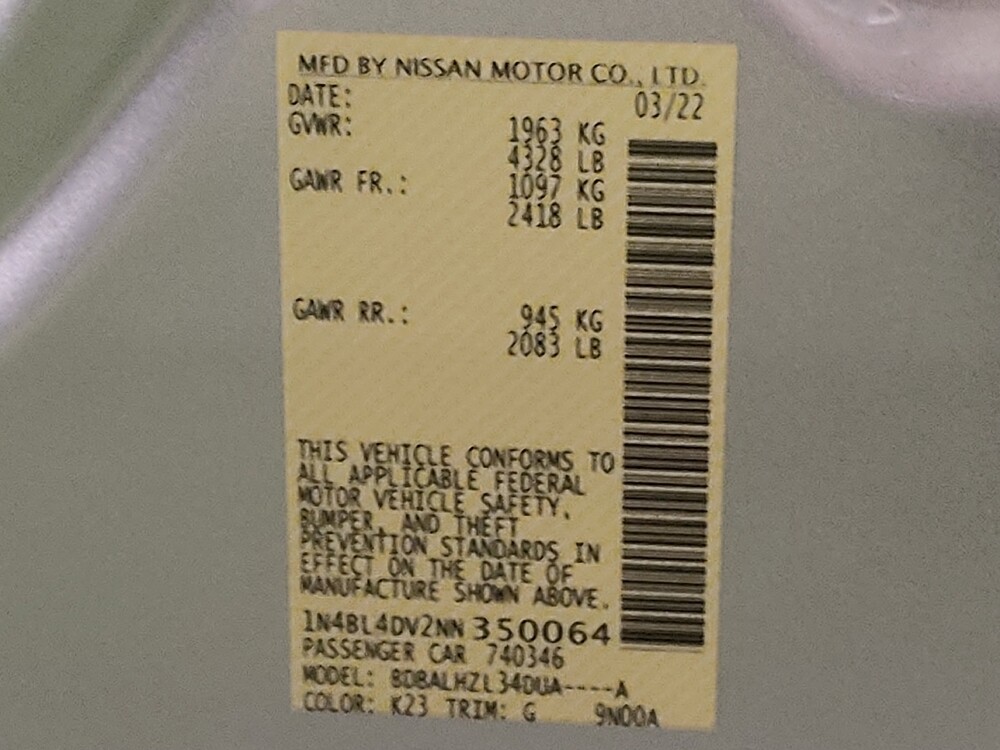 MFD BY NISSAN MOTOR CO., LTD.
DATE: 03/22
GVWR: 1963 KG
4328 LB
GAWR FR.: 1097 KG
2418 LB
GAWR RR.: 945 KG
2083 LB
THIS VEHICLE CONFORMS TO
ALL APPLICABLE FEDERAL
MOTOR VEHICLE SAFETY,
BUMPER, AND THEFT
PREVENTION STANDARDS IN
EFFECT ON THE DATE OF
MANUFACTURE SHOWN ABOVE.
1N4BL4DV2NN350064
PASSENGER CAR 740346
MODEL: BDBALHZL34DUA----A
COLOR: K23 TRIM: G 9N00A